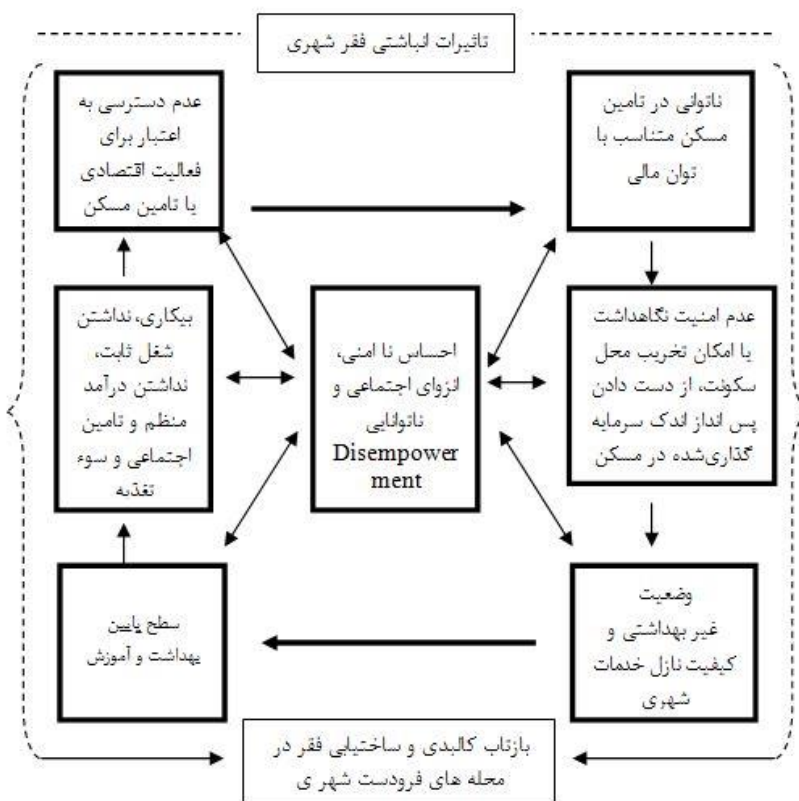 تاثیرات انباشتی فقر شهری
ناتوانی در تامین
مسکن متناسب با
توان مالی
عدم دسترسی به
اعتبار برای
فعالیت اقتصادی
یا تامین مسکن
عدم امنیت نگاهداشت
یا امکان تخریب محل
سکونت، از دست دادن
پس انداز اندک سرمایه
گذاری‌شده در مسکن
احساس نا امنی،
انزوای اجتماعی و
ناتوانایی
Disempower
ment
بیکاری، نداشتن
شغل ثابت،
نداشتن درآمد
منظم و تامین
اجتماعی و سوء
تغذیه
وضعیت
غیر بهداشتی و
کیفیت نازل خدمات
شهری
سطح پایین
بهداشت و آموزش
بازتاب کالبدی و ساختیابی فقر در
محله های فرودست شهر ی